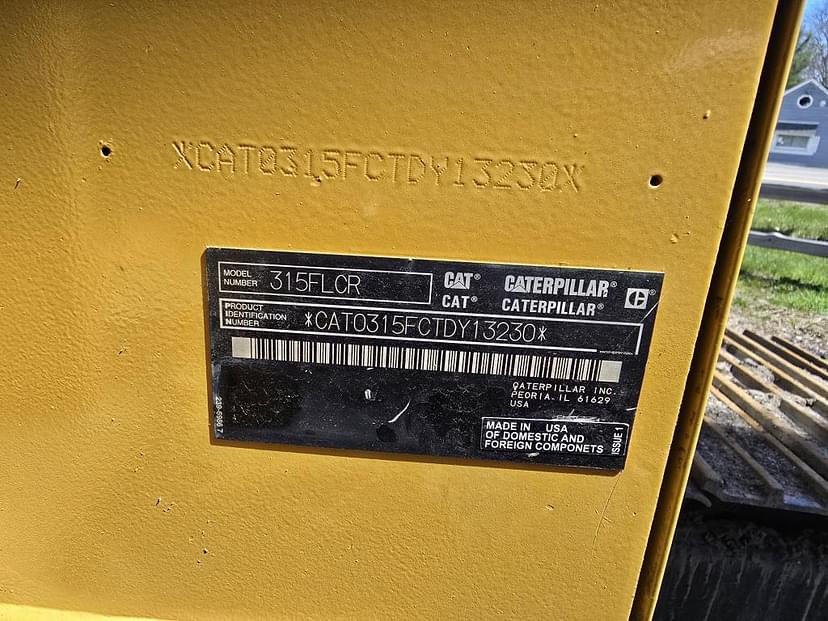 XCAT0315FCTDY13230X
MODEL NUMBER 315FLCR
CAT® CATERPILLAR®
CAT® CATERPILLAR®
PRODUCT IDENTIFICATION NUMBER *CAT0315FCTDY13230*
CATERPILLAR INC.
PEORIA, IL 61629
USA
MADE IN USA
OF DOMESTIC AND
FOREIGN COMPONETS
ISSUE 1